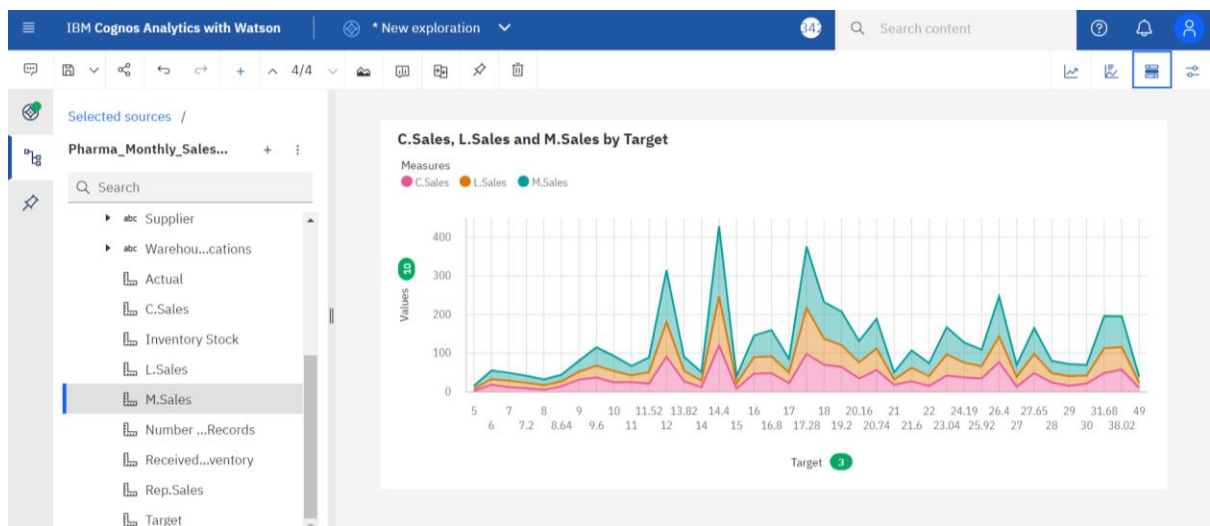 IBM Cognos Analytics with Watson
* New exploration
Search content
4/4
Selected sources /
Pharma_Monthly_Sales...
Search
abc Supplier
abc Warehou...cations
Actual
C.Sales
Inventory Stock
L.Sales
M.Sales
Number ...Records
Received...ventory
Rep.Sales
Target
C.Sales, L.Sales and M.Sales by Target
Measures
C.Sales L.Sales M.Sales
400
300
200
100
0
Values 10
5 7 8 9 10 11.52 13.82 14.4 16 17 18 20.16 21 22 24.19 26.4 27.65 29 31.68 49
6 7.2 8.64 9.6 11 12 14 15 16.8 17.28 19.2 20.74 21.6 23.04 25.92 27 28 30 38.02
Target 3